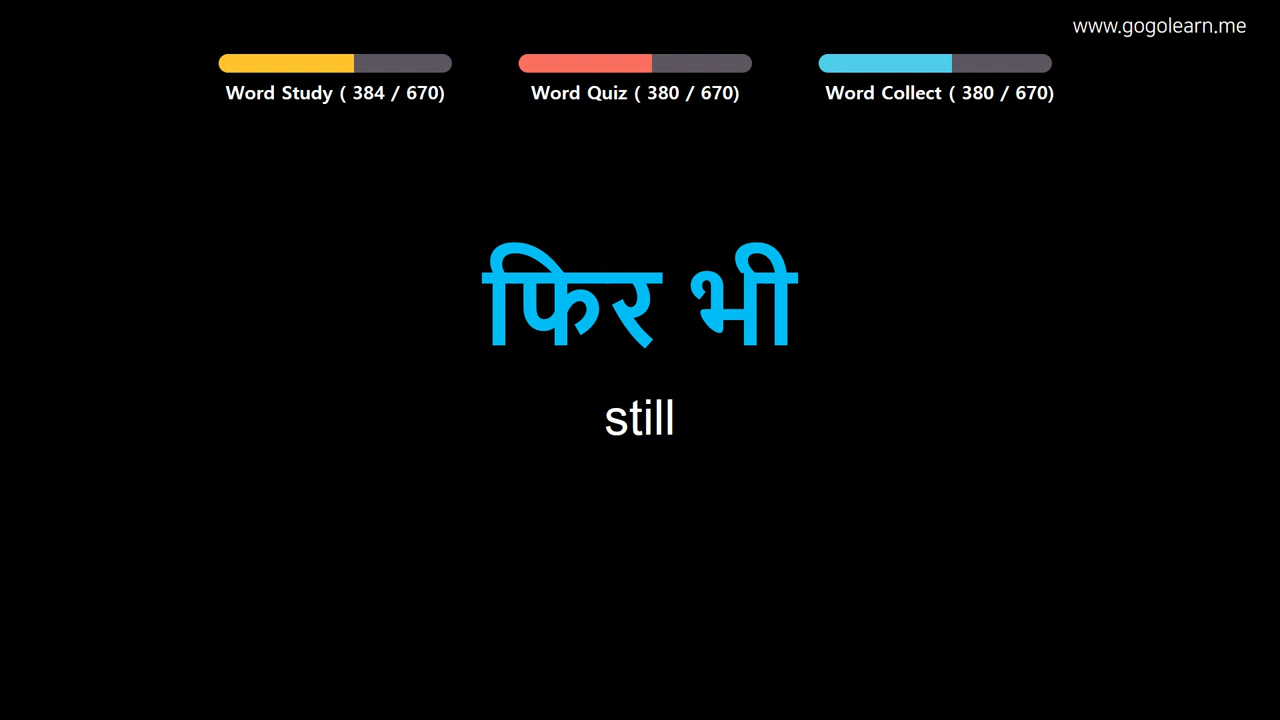 www.gogolearn.me
Word Study ( 384 / 670)
Word Quiz ( 380 / 670)
Word Collect ( 380 / 670)
फिर भी
still